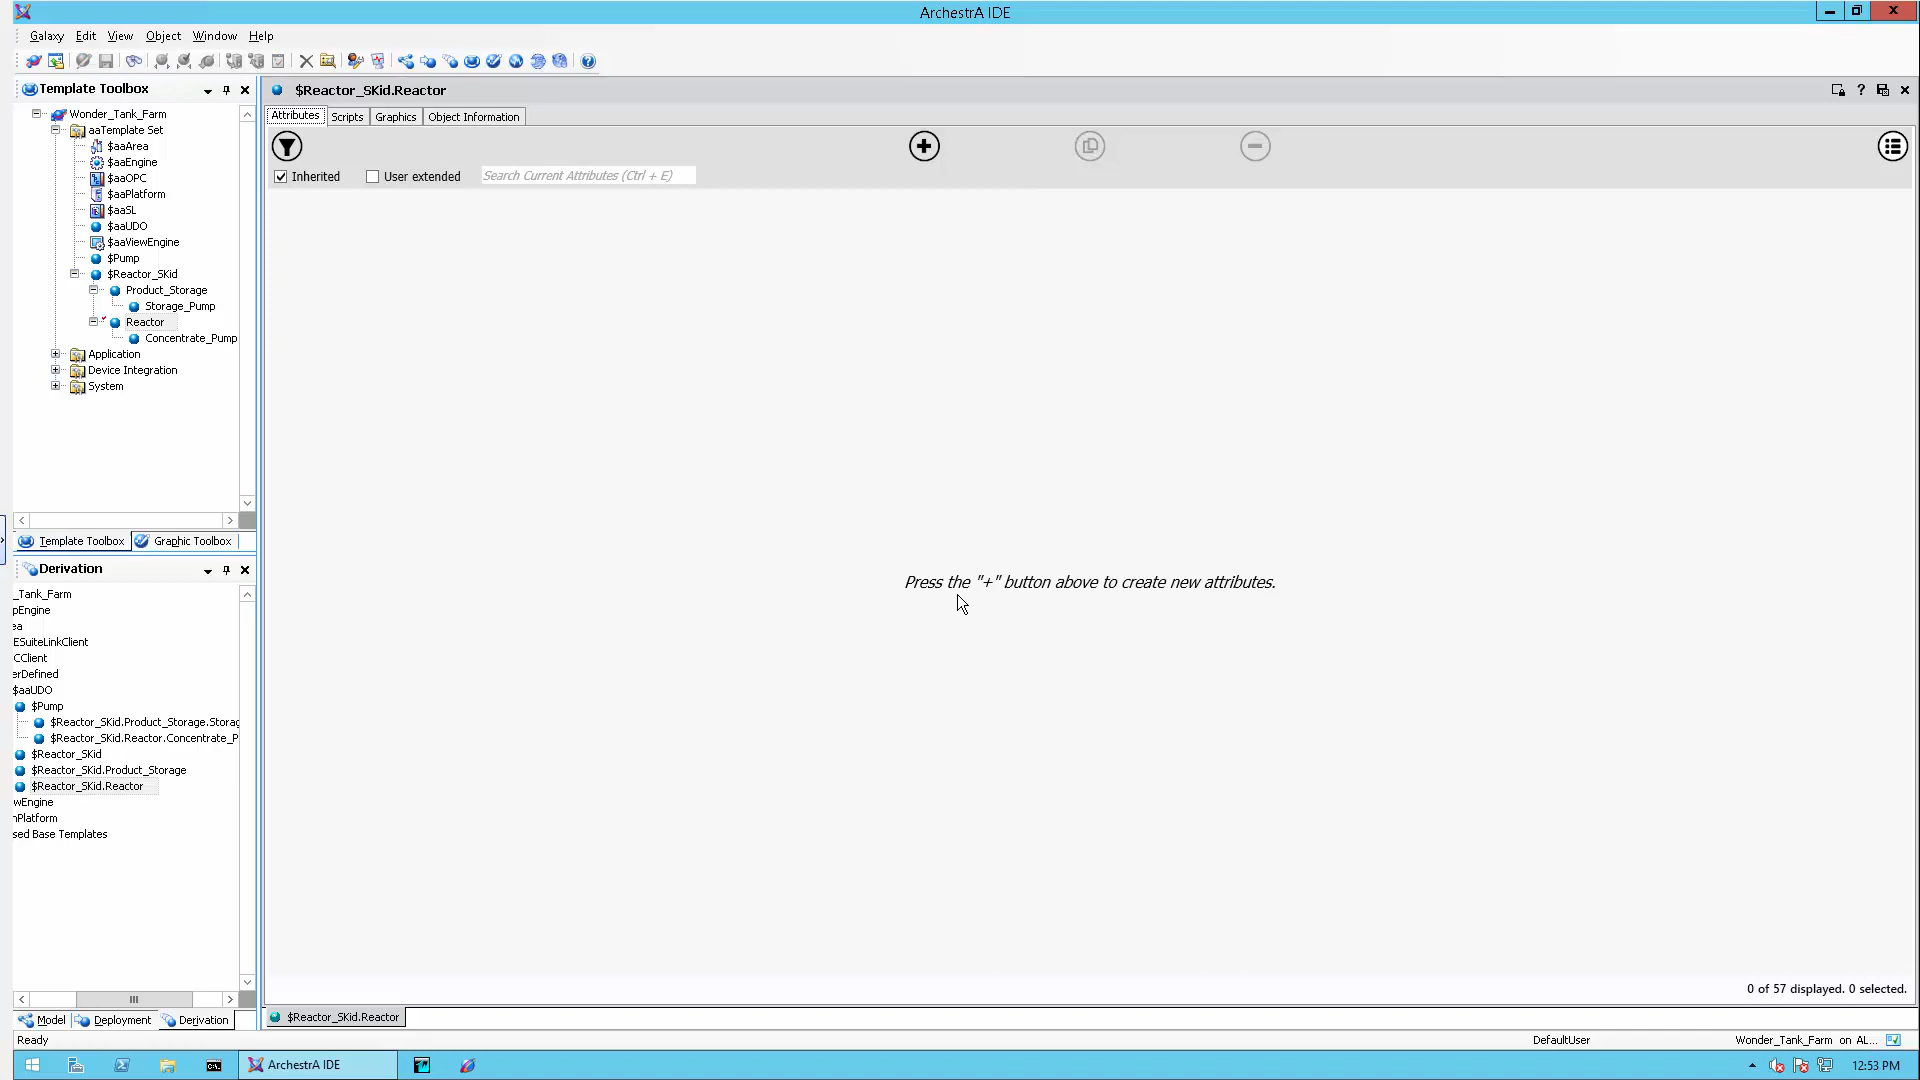 ArchestrA IDE
Galaxy Edit View Object Window Help
Template Toolbox
Wonder_Tank_Farm
aaTemplate Set
$aaArea
$aaEngine
$aaOPC
$aaPlatform
$aaSL
$aaUDO
$aaViewEngine
$Pump
$Reactor_SKid
Product_Storage
Storage_Pump
Reactor
Concentrate_Pump
Application
Device Integration
System
Template Toolbox Graphic Toolbox
Derivation
_Tank_Farm
pEngine
ea
ESuiteLinkClient
CClient
erDefined
$aaUDO
$Pump
$Reactor_SKid.Product_Storage.Storag
$Reactor_SKid.Reactor.Concentrate_P
$Reactor_SKid
$Reactor_SKid.Product_Storage
$Reactor_SKid.Reactor
wEngine
nPlatform
sed Base Templates
Model Deployment Derivation
$Reactor_SKid.Reactor
Attributes Scripts Graphics Object Information
Inherited User extended Search Current Attributes (Ctrl + E)
Press the "+" button above to create new attributes.
0 of 57 displayed. 0 selected.
$Reactor_SKid.Reactor
Ready DefaultUser Wonder_Tank_Farm on AL...
ArchestrA IDE 12:53 PM